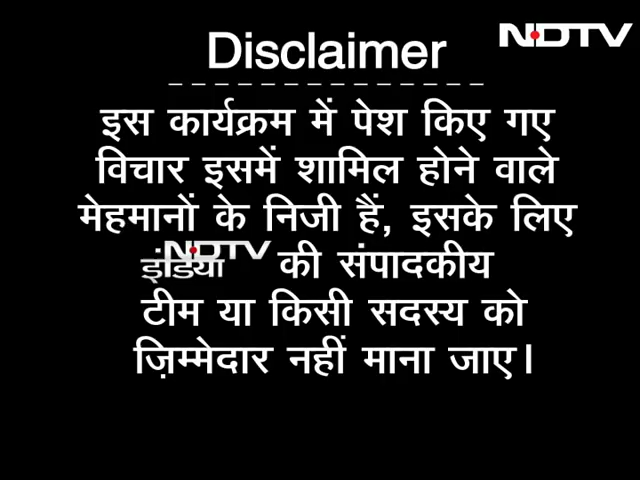 NDTV
Disclaimer
इस कार्यक्रम में पेश किए गए
विचार इसमें शामिल होने वाले
मेहमानों के निजी हैं, इसके लिए
NDTV इंडिया की संपादकीय
टीम या किसी सदस्य को
ज़िम्मेदार नहीं माना जाए।